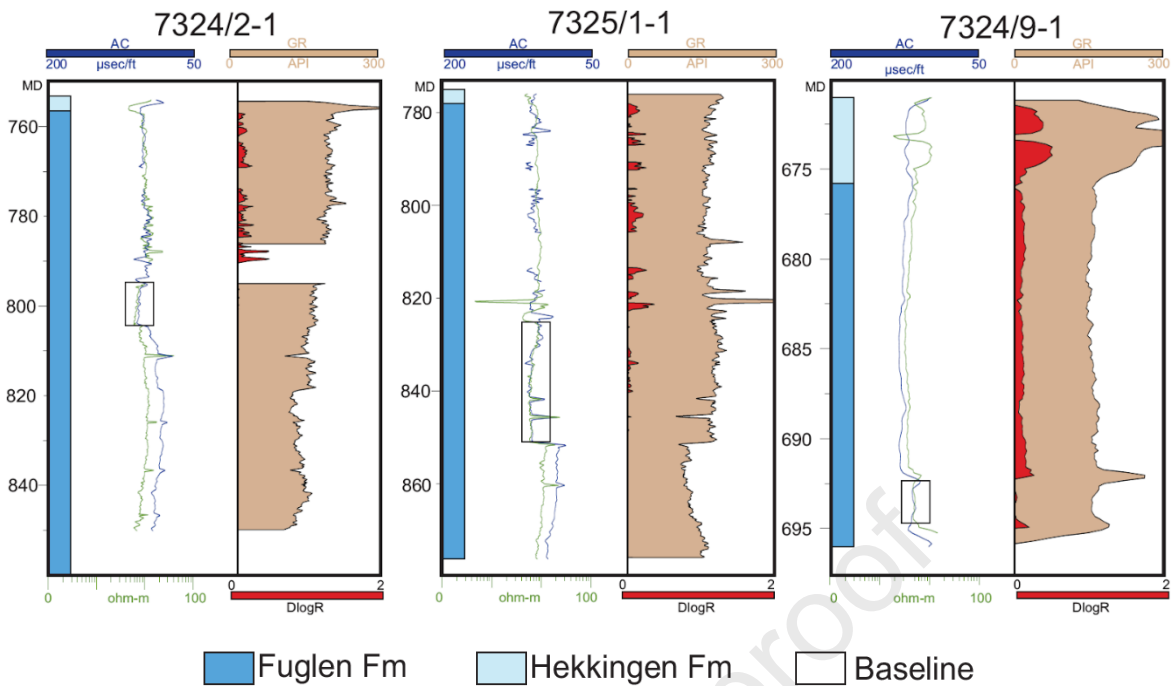 7324/2-1
AC
200 µsec/ft 50
GR
0 API 300
MD
760
780
800
820
840
0 ohm-m 100
0 2
DlogR
7325/1-1
AC
200 µsec/ft 50
GR
0 API 300
MD
780
800
820
840
860
0 ohm-m 100
0 2
DlogR
7324/9-1
AC
200 µsec/ft 50
GR
0 API 300
MD
675
680
685
690
695
0 ohm-m 100
0 2
DlogR
Fuglen Fm Hekkingen Fm Baseline
proof